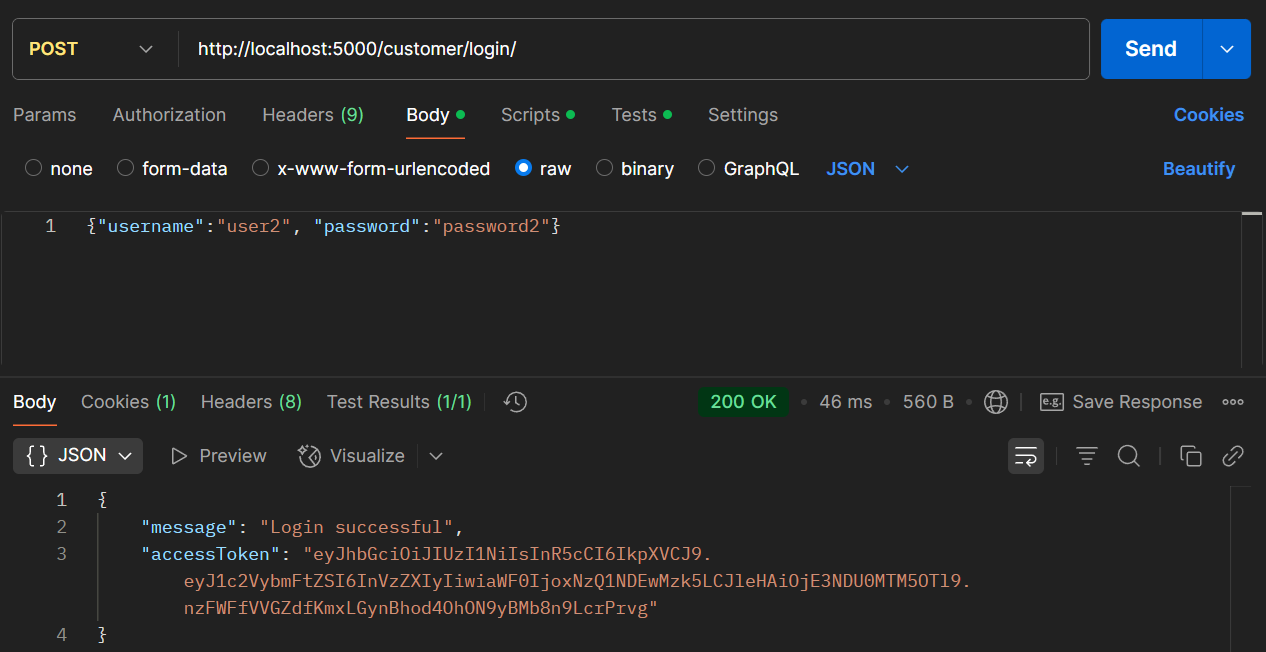 POST http://localhost:5000/customer/login/ Send
Params Authorization Headers (9) Body Scripts Tests Settings Cookies
none form-data x-www-form-urlencoded raw binary GraphQL JSON Beautify
1 {"username":"user2", "password":"password2"}
Body Cookies (1) Headers (8) Test Results (1/1) 200 OK • 46 ms • 560 B • e.g. Save Response
{} JSON Preview Visualize
1 {
2 "message": "Login successful",
3 "accessToken": "eyJhbGciOiJIUzI1NiIsInR5cCI6IkpXVCJ9.
eyJ1c2VybmFtZSI6InVzZXIyIiwiaWF0IjoxNzQ1NDEwMzk5LCJleHAiOjE3NDU0MTM5OTl9.
nzFWFfVVGZdfKmxLGynBhod4OhON9yBMb8n9LcrPrvg"
4 }